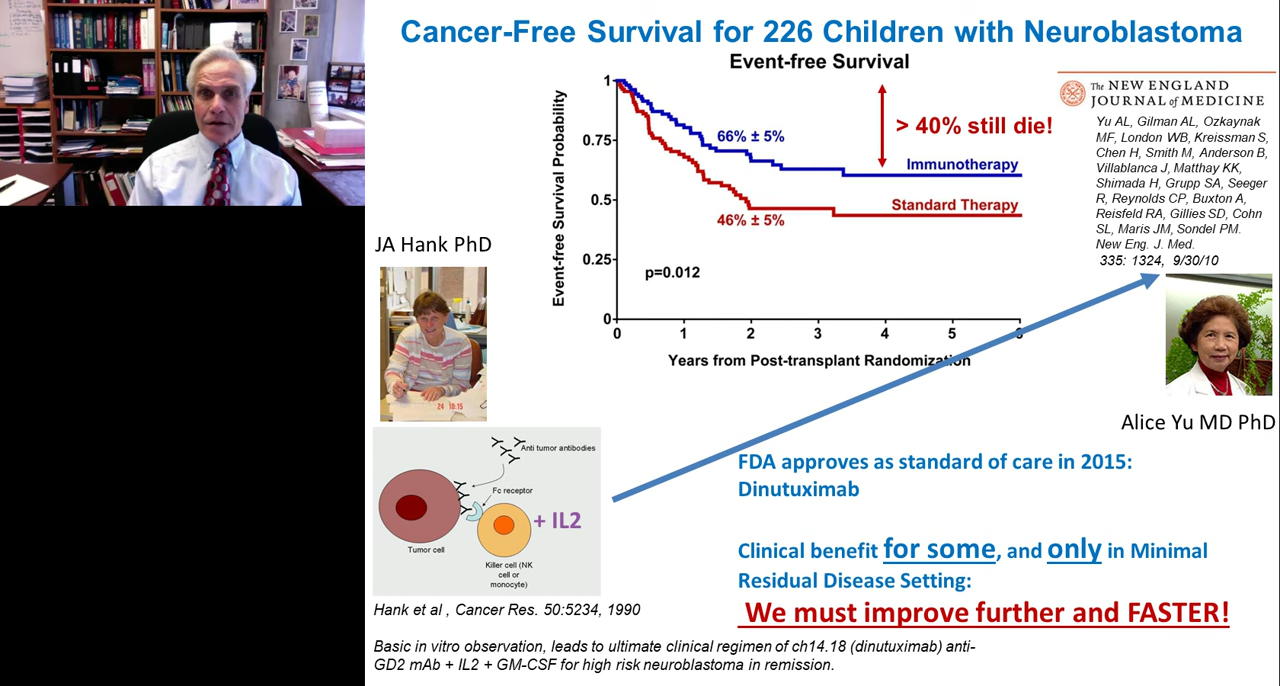 Cancer-Free Survival for 226 Children with Neuroblastoma
Event-free Survival
Event-free Survival Probability
1
0.75
0.5
0.25
0
66% ± 5%
> 40% still die!
Immunotherapy
Standard Therapy
46% ± 5%
p=0.012
0 1 2 3 4 5 6
Years from Post-transplant Randomization
The NEW ENGLAND
JOURNAL of MEDICINE
Yu AL, Gilman AL, Ozkaynak
MF, London WB, Kreissman S,
Chen H, Smith M, Anderson B,
Villablanca J, Matthay KK,
Shimada H, Grupp SA, Seeger
R, Reynolds CP, Buxton A,
Reisfeld RA, Gillies SD, Cohn
SL, Maris JM, Sondel PM.
New Eng. J. Med.
335: 1324, 9/30/10
JA Hank PhD
24 10:15
Alice Yu MD PhD
Anti tumor antibodies
Fc receptor
+ IL2
Tumor cell
Killer cell (NK
cell or
monocyte)
Hank et al , Cancer Res. 50:5234, 1990
FDA approves as standard of care in 2015:
Dinutuximab
Clinical benefit for some, and only in Minimal
Residual Disease Setting:
We must improve further and FASTER!
Basic in vitro observation, leads to ultimate clinical regimen of ch14.18 (dinutuximab) anti-
GD2 mAb + IL2 + GM-CSF for high risk neuroblastoma in remission.